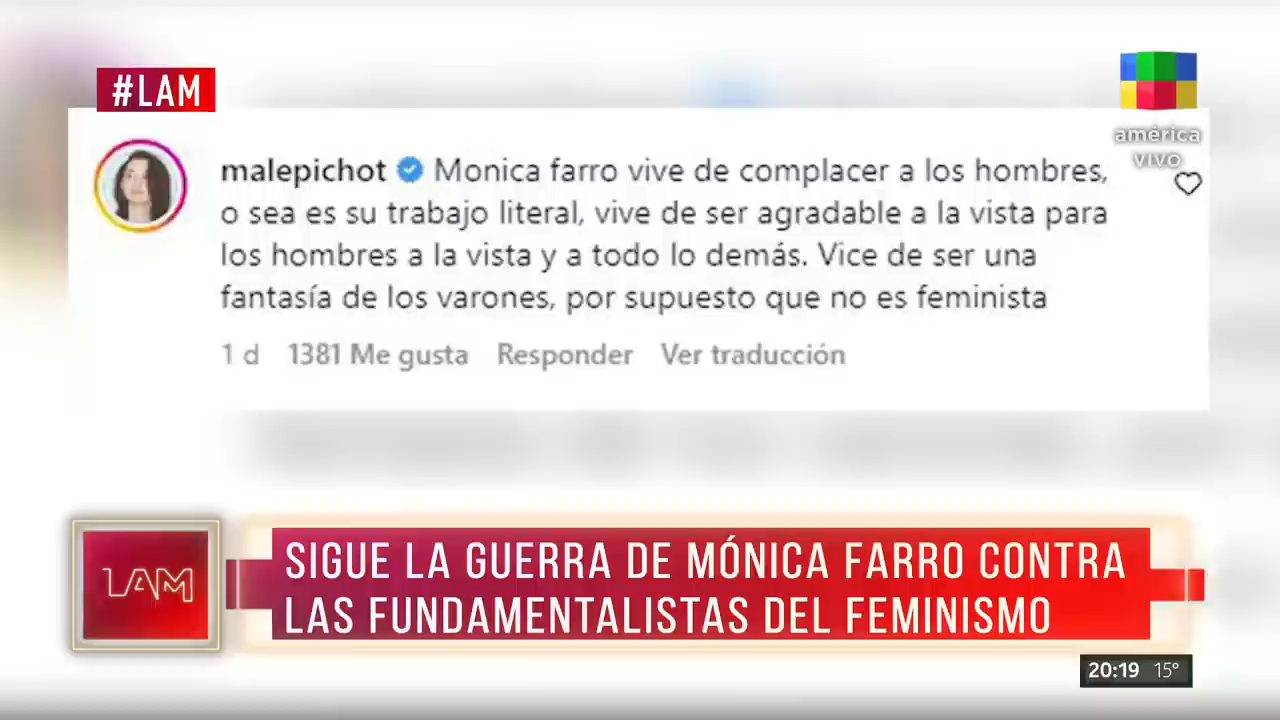 #LAM
américa
VIVO
malepichot Monica farro vive de complacer a los hombres,
o sea es su trabajo literal, vive de ser agradable a la vista para
los hombres a la vista y a todo lo demás. Vice de ser una
fantasía de los varones, por supuesto que no es feminista
1 d 1381 Me gusta Responder Ver traducción
LAM
SIGUE LA GUERRA DE MÓNICA FARRO CONTRA
LAS FUNDAMENTALISTAS DEL FEMINISMO
20:19 15°